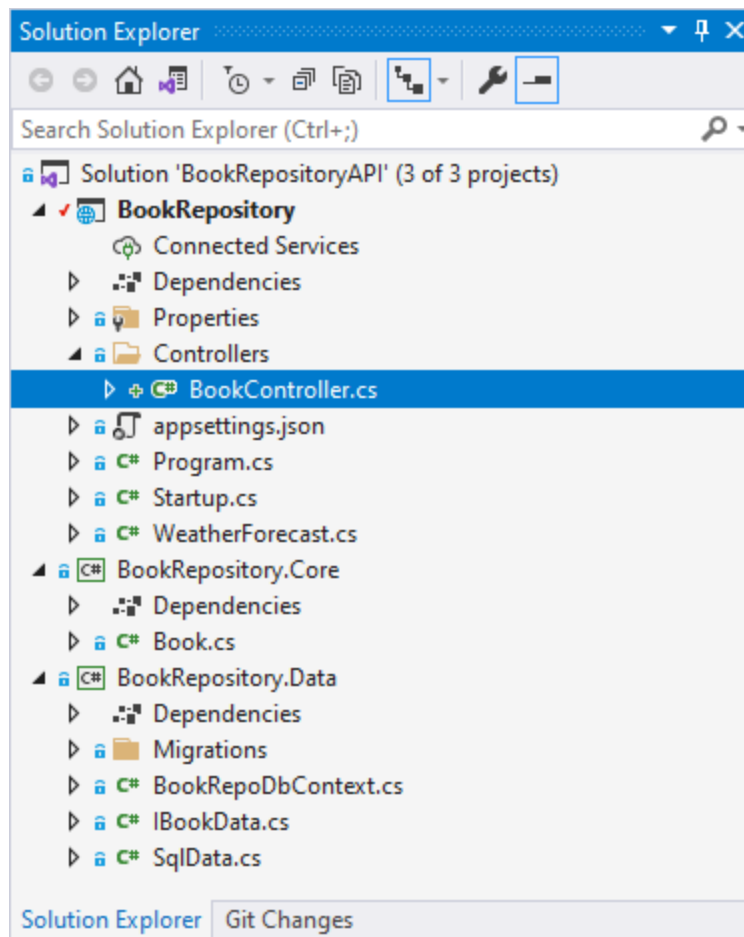 Solution Explorer
Search Solution Explorer (Ctrl+;)
Solution 'BookRepositoryAPI' (3 of 3 projects)
BookRepository
Connected Services
Dependencies
Properties
Controllers
C# BookController.cs
appsettings.json
C# Program.cs
C# Startup.cs
C# WeatherForecast.cs
C# BookRepository.Core
Dependencies
C# Book.cs
C# BookRepository.Data
Dependencies
Migrations
C# BookRepoDbContext.cs
C# IBookData.cs
C# SqlData.cs
Solution Explorer Git Changes